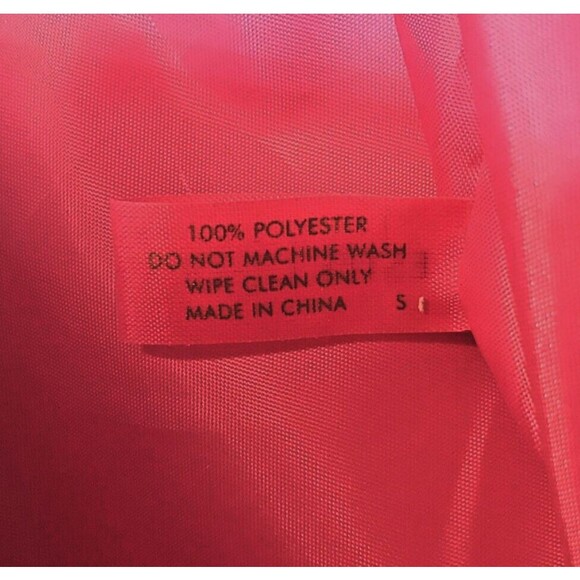 100% POLYESTER
DO NOT MACHINE WASH
WIPE CLEAN ONLY
MADE IN CHINA S